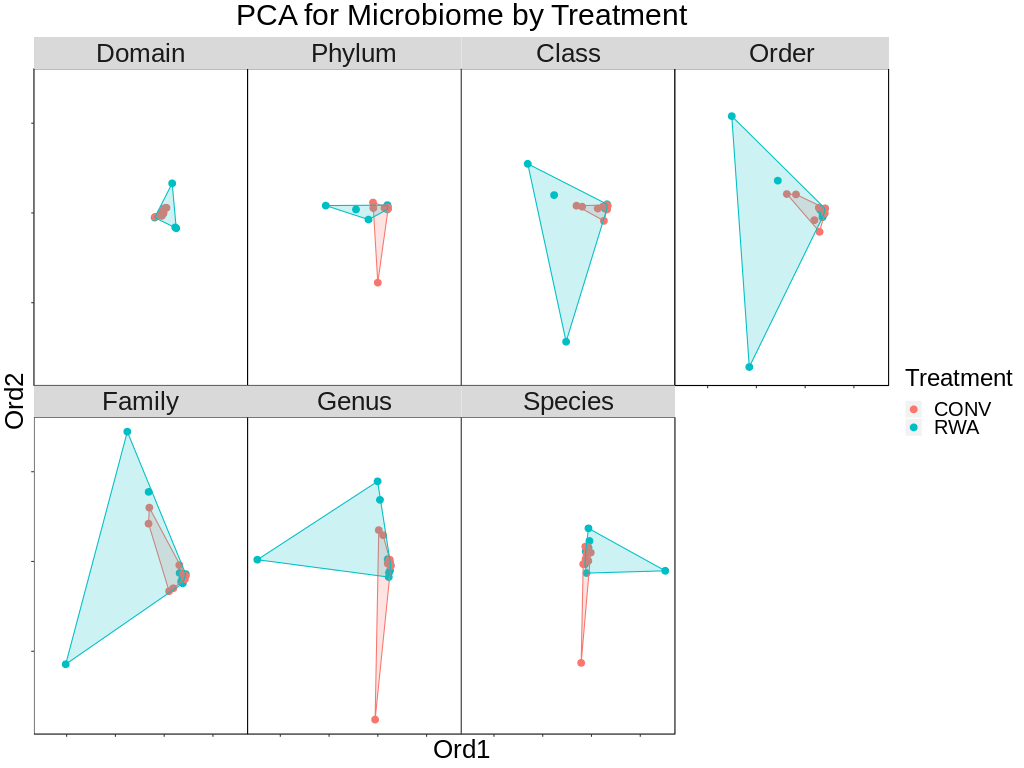 PCA for Microbiome by Treatment
Domain
Phylum
Class
Order
Family
Genus
Species
Ord2
Ord1
Treatment
CONV
RWA